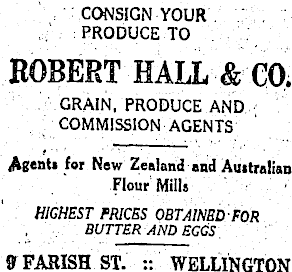 CONSIGN YOUR
PRODUCE TO
ROBERT HALL & CO.
GRAIN, PRODUCE AND
COMMISSION AGENTS
Agents for New Zealand and Australian
Flour Mills
HIGHEST PRICES OBTAINED FOR
BUTTER AND EGGS
9 FARISH ST. :: WELLINGTON